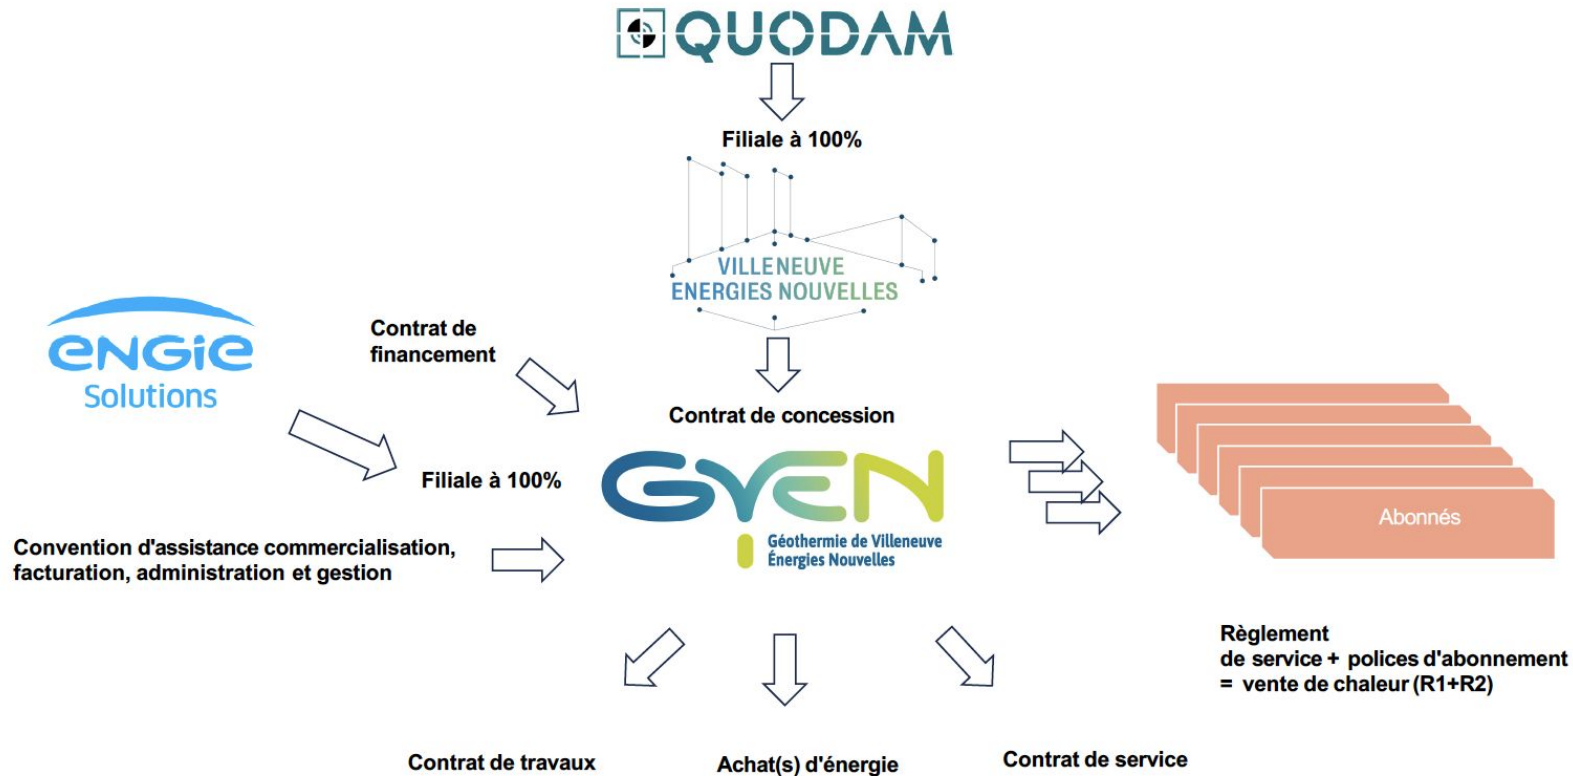 QUODAM
Filiale à 100%
VILLENEUVE
ENERGIES NOUVELLES
ENGIE
Solutions
Contrat de
financement
Contrat de concession
Filiale à 100%
GVEN
Géothermie de Villeneuve
Énergies Nouvelles
Abonnés
Convention d'assistance commercialisation,
facturation, administration et gestion
Règlement
de service + polices d'abonnement
= vente de chaleur (R1+R2)
Contrat de travaux
Achat(s) d'énergie
Contrat de service